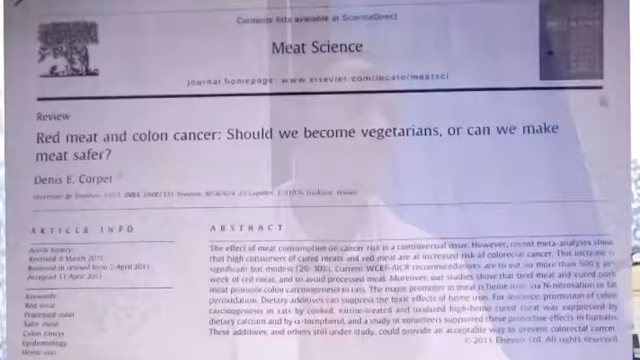 Contents lists available at ScienceDirect
Meat Science
journal homepage: www.elsevier.com/locate/meatsci
Review
Red meat and colon cancer: Should we become vegetarians, or can we make
meat safer?
Denis E. Corpet
ARTICLE INFO
Article history:
Received 8 March 2011
Received in revised form 7 April 2011
Accepted 11 April 2011
Keywords:
Red meat
Processed meat
Safer meat
Colon cancer
Epidemiology
Heme iron
ABSTRACT
The effect of meat consumption on cancer risk is a controversial issue. However, recent meta-analyses show
that high consumers of cured meats and red meat are at increased risk of colorectal cancer. This increase is
significant but modest (20–30%). Current WCRF-AICR recommendations are to eat no more than 500 g per
week of red meat, and to avoid processed meat. Moreover, our studies show that beef meat and cured pork
meat promote colon carcinogenesis in rats. The major promoter in meat is heme iron, via N-nitrosation or fat
peroxidation. Dietary additives can suppress the toxic effects of heme iron. For instance, promotion of colon
carcinogenesis in rats by cooked, nitrite-treated and oxidized high-heme cured meat was suppressed by
dietary calcium and by α-tocopherol, and a study in volunteers supported these protective effects in humans.
These additives, and others still under study, could provide an acceptable way to prevent colorectal cancer.
© 2011 Elsevier Ltd. All rights reserved.